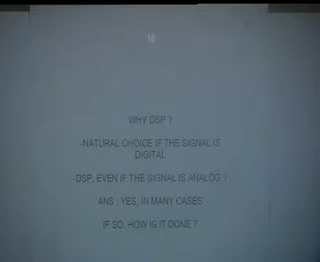 WHY DSP ?
-NATURAL CHOICE IF THE SIGNAL IS
DIGITAL
-DSP, EVEN IF THE SIGNAL IS ANALOG ?
ANS : YES, IN MANY CASES
IF SO, HOW IS IT DONE ?